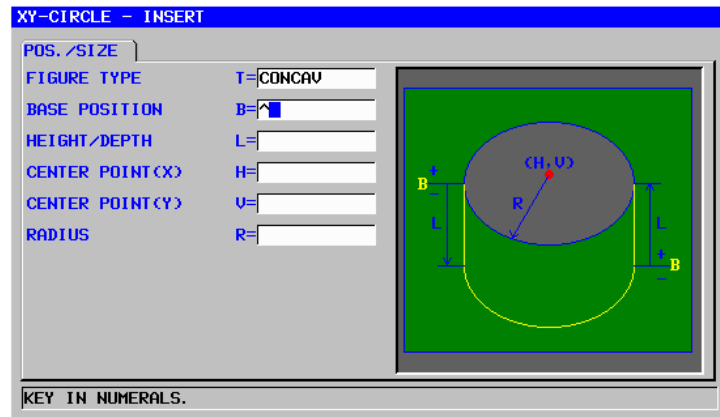 XY-CIRCLE - INSERT
POS./SIZE
FIGURE TYPE T=CONCAV
BASE POSITION B=^
HEIGHT/DEPTH L=
CENTER POINT(X) H=
CENTER POINT(Y) V=
RADIUS R=
(H,V)
+
B
-
R
L
L
+
B
-
KEY IN NUMERALS.